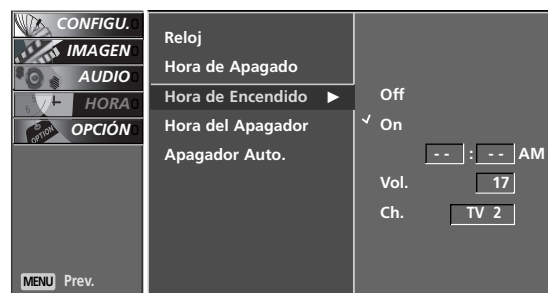 CONFIGU.
IMAGEN
AUDIO
HORA
OPCIÓN
OPTION
MENU Prev.
Reloj
Hora de Apagado
Hora de Encendido ►
Hora del Apagador
Apagador Auto.
Off
✓ On
- - : - - AM
Vol. 17
Ch. TV 2